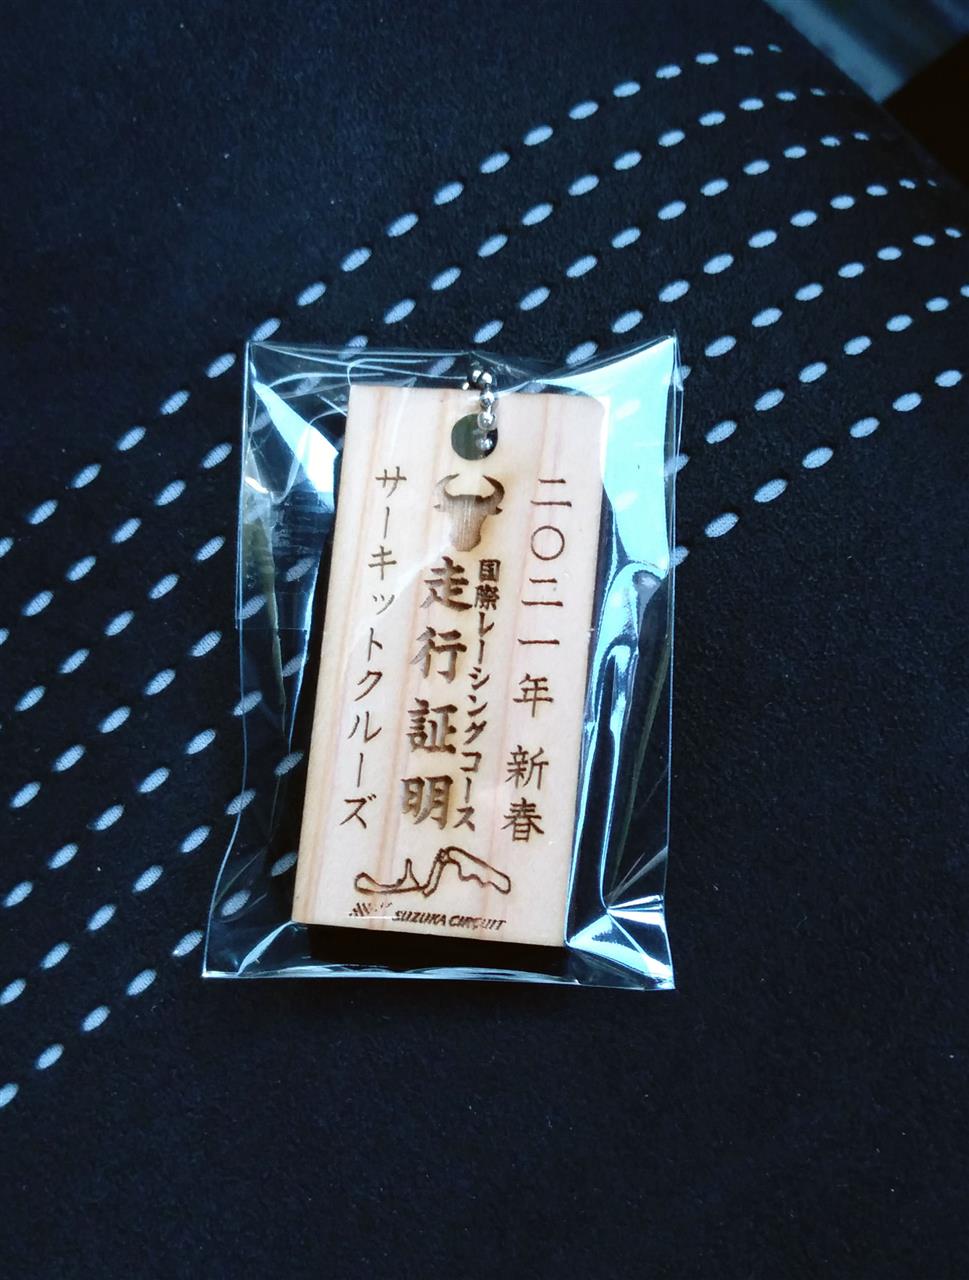 二〇二一年 新春
国際レーシングコース
走行証明
サーキットクルーズ
SUZUKA CIRCUIT